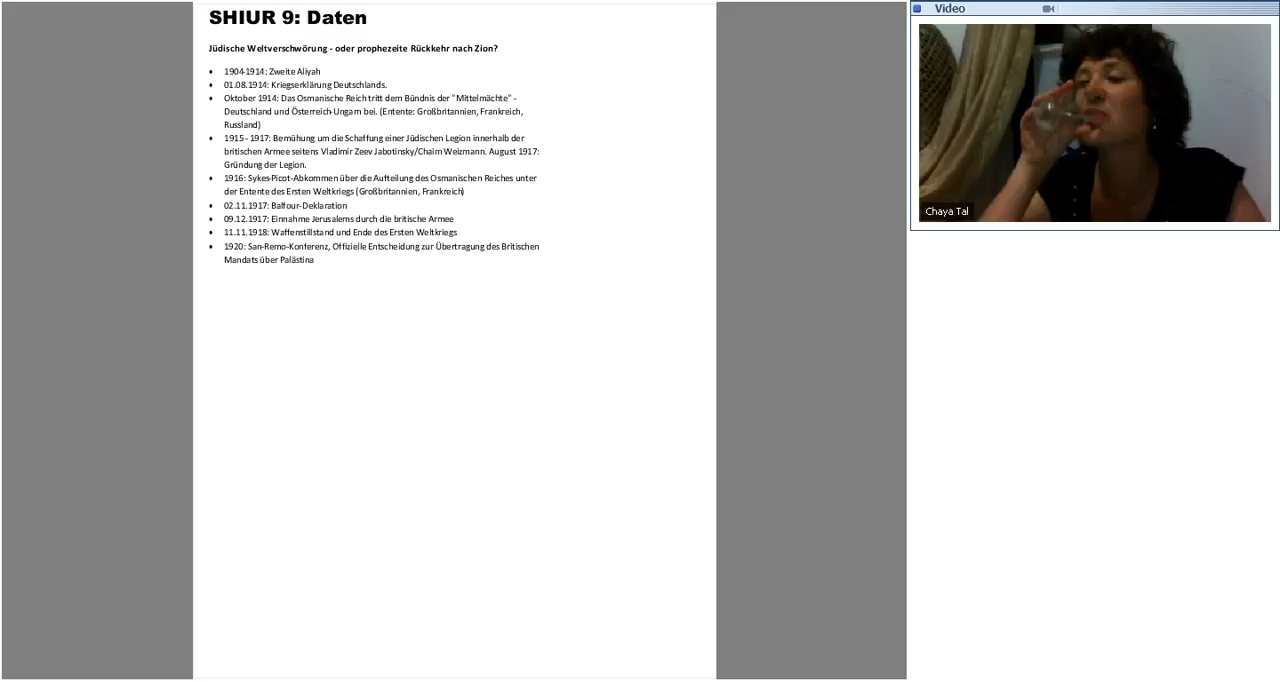 SHIUR 9: Daten
Jüdische Weltverschwörung - oder prophezeite Rückkehr nach Zion?
• 1904-1914: Zweite Aliyah
• 01.08.1914: Kriegserklärung Deutschlands.
• Oktober 1914: Das Osmanische Reich tritt dem Bündnis der "Mittelmächte" -
Deutschland und Österreich-Ungarn bei. (Entente: Großbritannien, Frankreich,
Russland)
• 1915 - 1917: Bemühung um die Schaffung einer Jüdischen Legion innerhalb der
britischen Armee seitens Vladimir Zeev Jabotinsky/Chaim Weizmann. August 1917:
Gründung der Legion.
• 1916: Sykes-Picot-Abkommen über die Aufteilung des Osmanischen Reiches unter
der Entente des Ersten Weltkriegs (Großbritannien, Frankreich)
• 02.11.1917: Balfour-Deklaration
• 09.12.1917: Einnahme Jerusalems durch die britische Armee
• 11.11.1918: Waffenstillstand und Ende des Ersten Weltkriegs
• 1920: San-Remo-Konferenz, Offizielle Entscheidung zur Übertragung des Britischen
Mandats über Palästina
Video
Chaya Tal